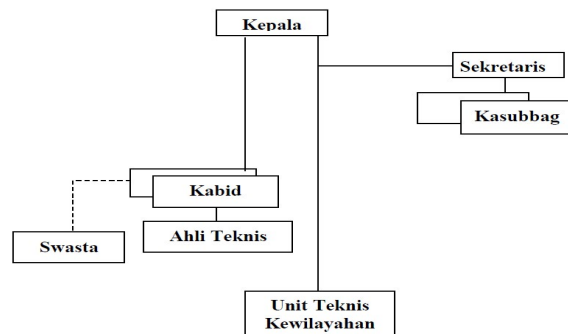 Kepala
Sekretaris
Kasubbag
Kabid
Ahli Teknis
Swasta
Unit Teknis
Kewilayahan